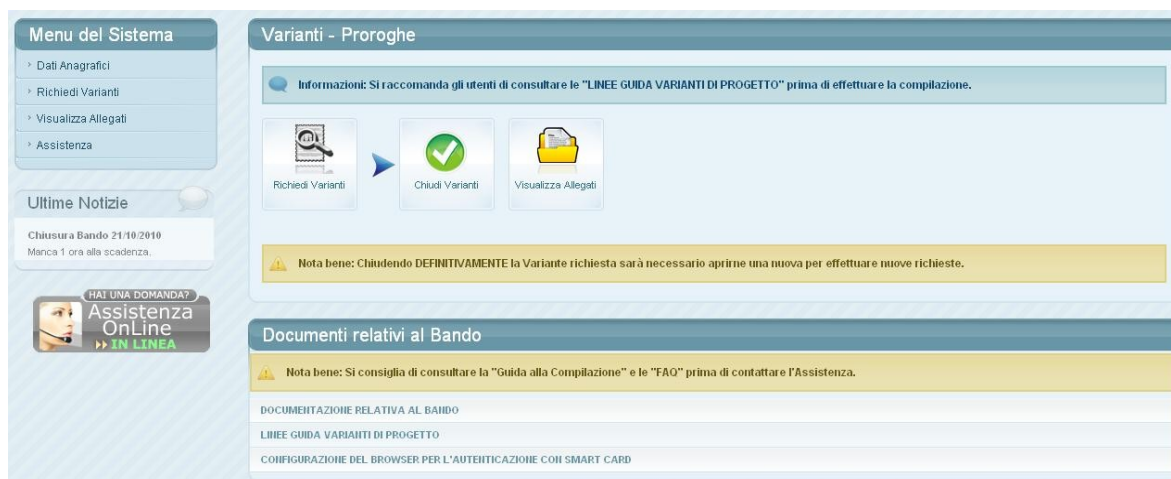 Menu del Sistema
Dati Anagrafici
Richiedi Varianti
Visualizza Allegati
Assistenza
Ultime Notizie
Chiusura Bando 21/10/2010
Manca 1 ora alla scadenza.
HAI UNA DOMANDA?
Assistenza
OnLine
IN LINEA
Varianti - Proroghe
Informazioni: Si raccomanda gli utenti di consultare le "LINEE GUIDA VARIANTI DI PROGETTO" prima di effettuare la compilazione.
Richiedi Varianti
Chiudi Varianti
Visualizza Allegati
Nota bene: Chiudendo DEFINITIVAMENTE la Variante richiesta sarà necessario aprirne una nuova per effettuare nuove richieste.
Documenti relativi al Bando
Nota bene: Si consiglia di consultare la "Guida alla Compilazione" e le "FAQ" prima di contattare l'Assistenza.
DOCUMENTAZIONE RELATIVA AL BANDO
LINEE GUIDA VARIANTI DI PROGETTO
CONFIGURAZIONE DEL BROWSER PER L'AUTENTICAZIONE CON SMART CARD